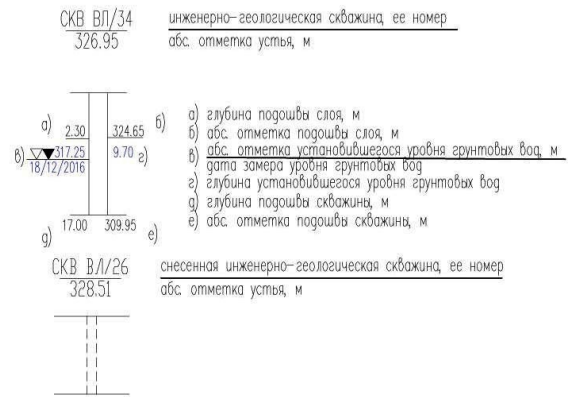 СКВ ВЛ/34 инженерно-геологическая скважина, ее номер
326.95 абс. отметка устья, м
а) 2.30 324.65 б)
в) 317.25 9.70 г)
18/12/2016
17.00 309.95
д) е)
а) глубина подошвы слоя, м
б) абс. отметка подошвы слоя, м
в) абс. отметка установившегося уровня грунтовых вод, м
дата замера уровня грунтовых вод
г) глубина установившегося уровня грунтовых вод
д) глубина подошвы скважины, м
е) абс. отметка подошвы скважины, м
СКВ ВЛ/26 снесенная инженерно-геологическая скважина, ее номер
328.51 абс. отметка устья, м